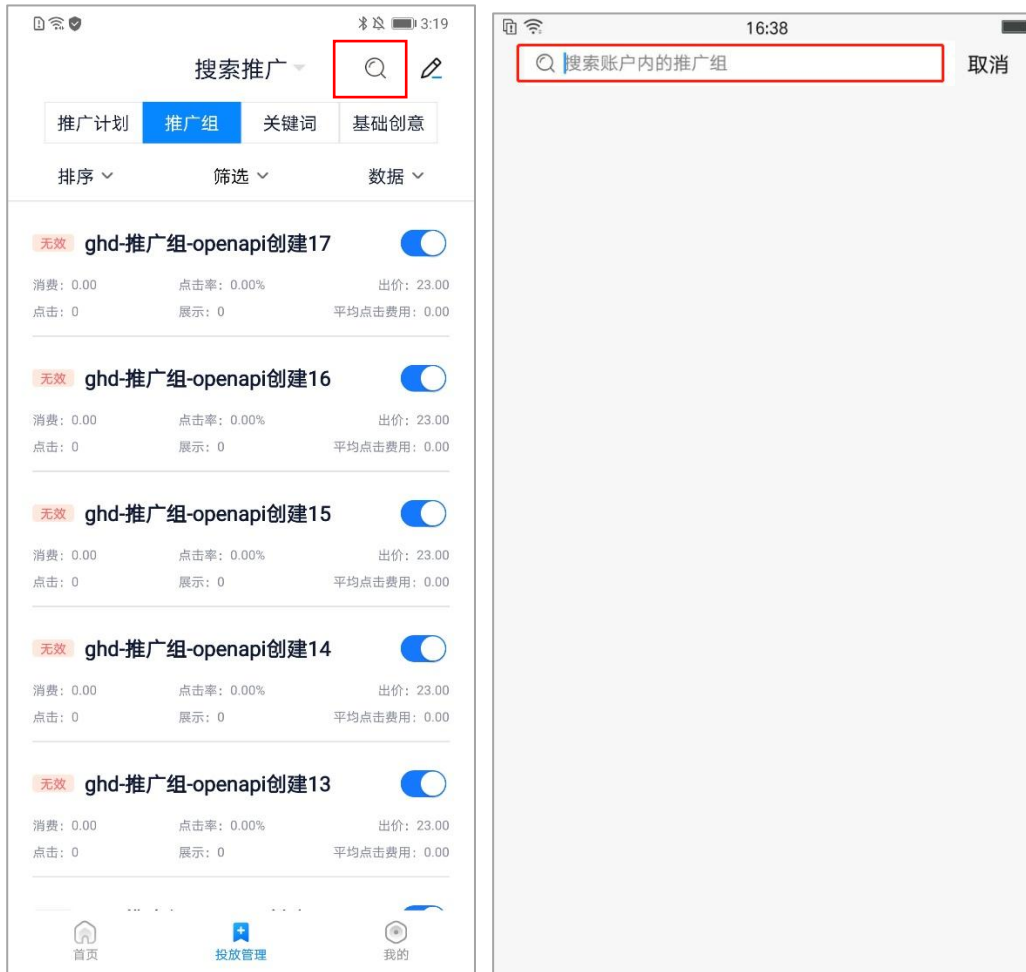 3:19
搜索推广
推广计划 推广组 关键词 基础创意
排序 筛选 数据
无效 ghd-推广组-openapi创建17
消费: 0.00 点击率: 0.00% 出价: 23.00
点击: 0 展示: 0 平均点击费用: 0.00
无效 ghd-推广组-openapi创建16
消费: 0.00 点击率: 0.00% 出价: 23.00
点击: 0 展示: 0 平均点击费用: 0.00
无效 ghd-推广组-openapi创建15
消费: 0.00 点击率: 0.00% 出价: 23.00
点击: 0 展示: 0 平均点击费用: 0.00
无效 ghd-推广组-openapi创建14
消费: 0.00 点击率: 0.00% 出价: 23.00
点击: 0 展示: 0 平均点击费用: 0.00
无效 ghd-推广组-openapi创建13
消费: 0.00 点击率: 0.00% 出价: 23.00
点击: 0 展示: 0 平均点击费用: 0.00
首页 投放管理 我的
16:38
搜索账户内的推广组 取消